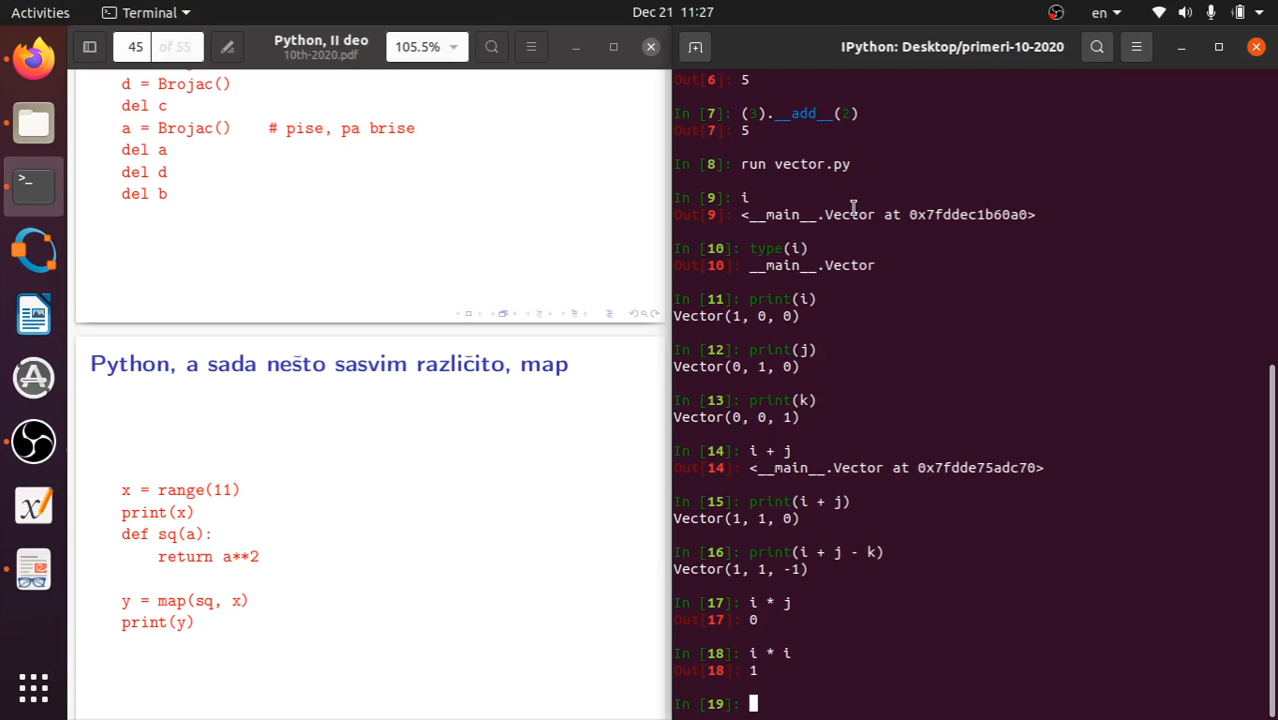 Activities
Terminal
Dec 21 11:27
en
45
of 55
Python, II deo
10th-2020.pdf
105.5%
d = Brojac()
del c
a = Brojac()    # pise, pa brise
del a
del d
del b
Python, a sada nešto sasvim različito, map
x = range(11)
print(x)
def sq(a):
    return a**2
y = map(sq, x)
print(y)
IPython: Desktop/primeri-10-2020
Out[6]: 5
In [7]: (3).__add__(2)
Out[7]: 5
In [8]: run vector.py
In [9]: i
Out[9]: <__main__.Vector at 0x7fddec1b60a0>
In [10]: type(i)
Out[10]: __main__.Vector
In [11]: print(i)
Vector(1, 0, 0)
In [12]: print(j)
Vector(0, 1, 0)
In [13]: print(k)
Vector(0, 0, 1)
In [14]: i + j
Out[14]: <__main__.Vector at 0x7fdde75adc70>
In [15]: print(i + j)
Vector(1, 1, 0)
In [16]: print(i + j - k)
Vector(1, 1, -1)
In [17]: i * j
Out[17]: 0
In [18]: i * i
Out[18]: 1
In [19]: